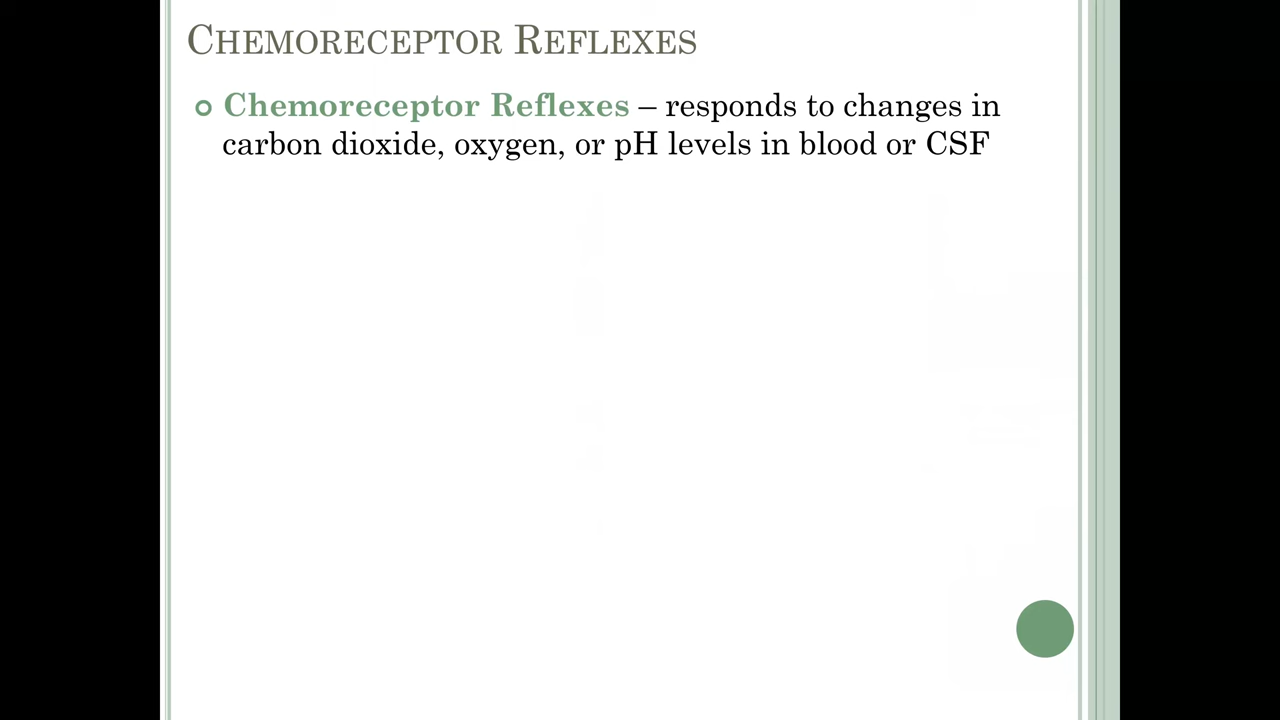 Chemoreceptor Reflexes
Chemoreceptor Reflexes – responds to changes in
carbon dioxide, oxygen, or pH levels in blood or CSF